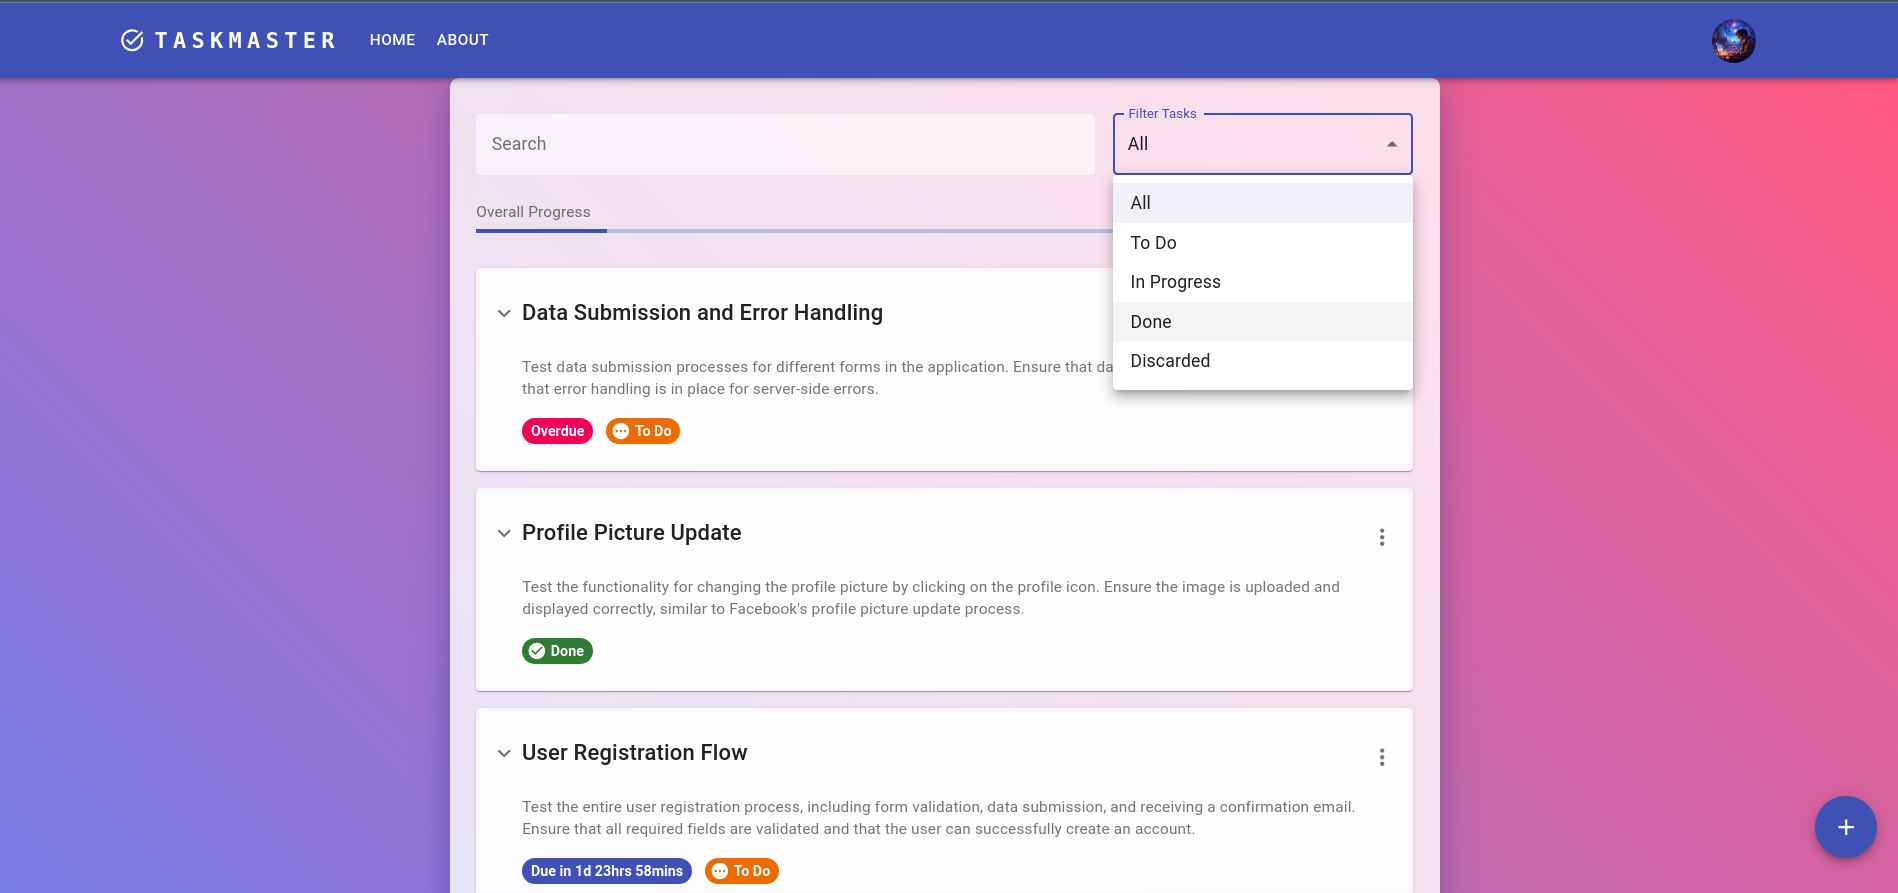 TASKMASTER
HOME
ABOUT
Search
Filter Tasks
All
All
To Do
In Progress
Done
Discarded
Overall Progress
Data Submission and Error Handling
Test data submission processes for different forms in the application. Ensure that da
that error handling is in place for server-side errors.
Overdue
To Do
Profile Picture Update
Test the functionality for changing the profile picture by clicking on the profile icon. Ensure the image is uploaded and
displayed correctly, similar to Facebook's profile picture update process.
Done
User Registration Flow
Test the entire user registration process, including form validation, data submission, and receiving a confirmation email.
Ensure that all required fields are validated and that the user can successfully create an account.
Due in 1d 23hrs 58mins
To Do